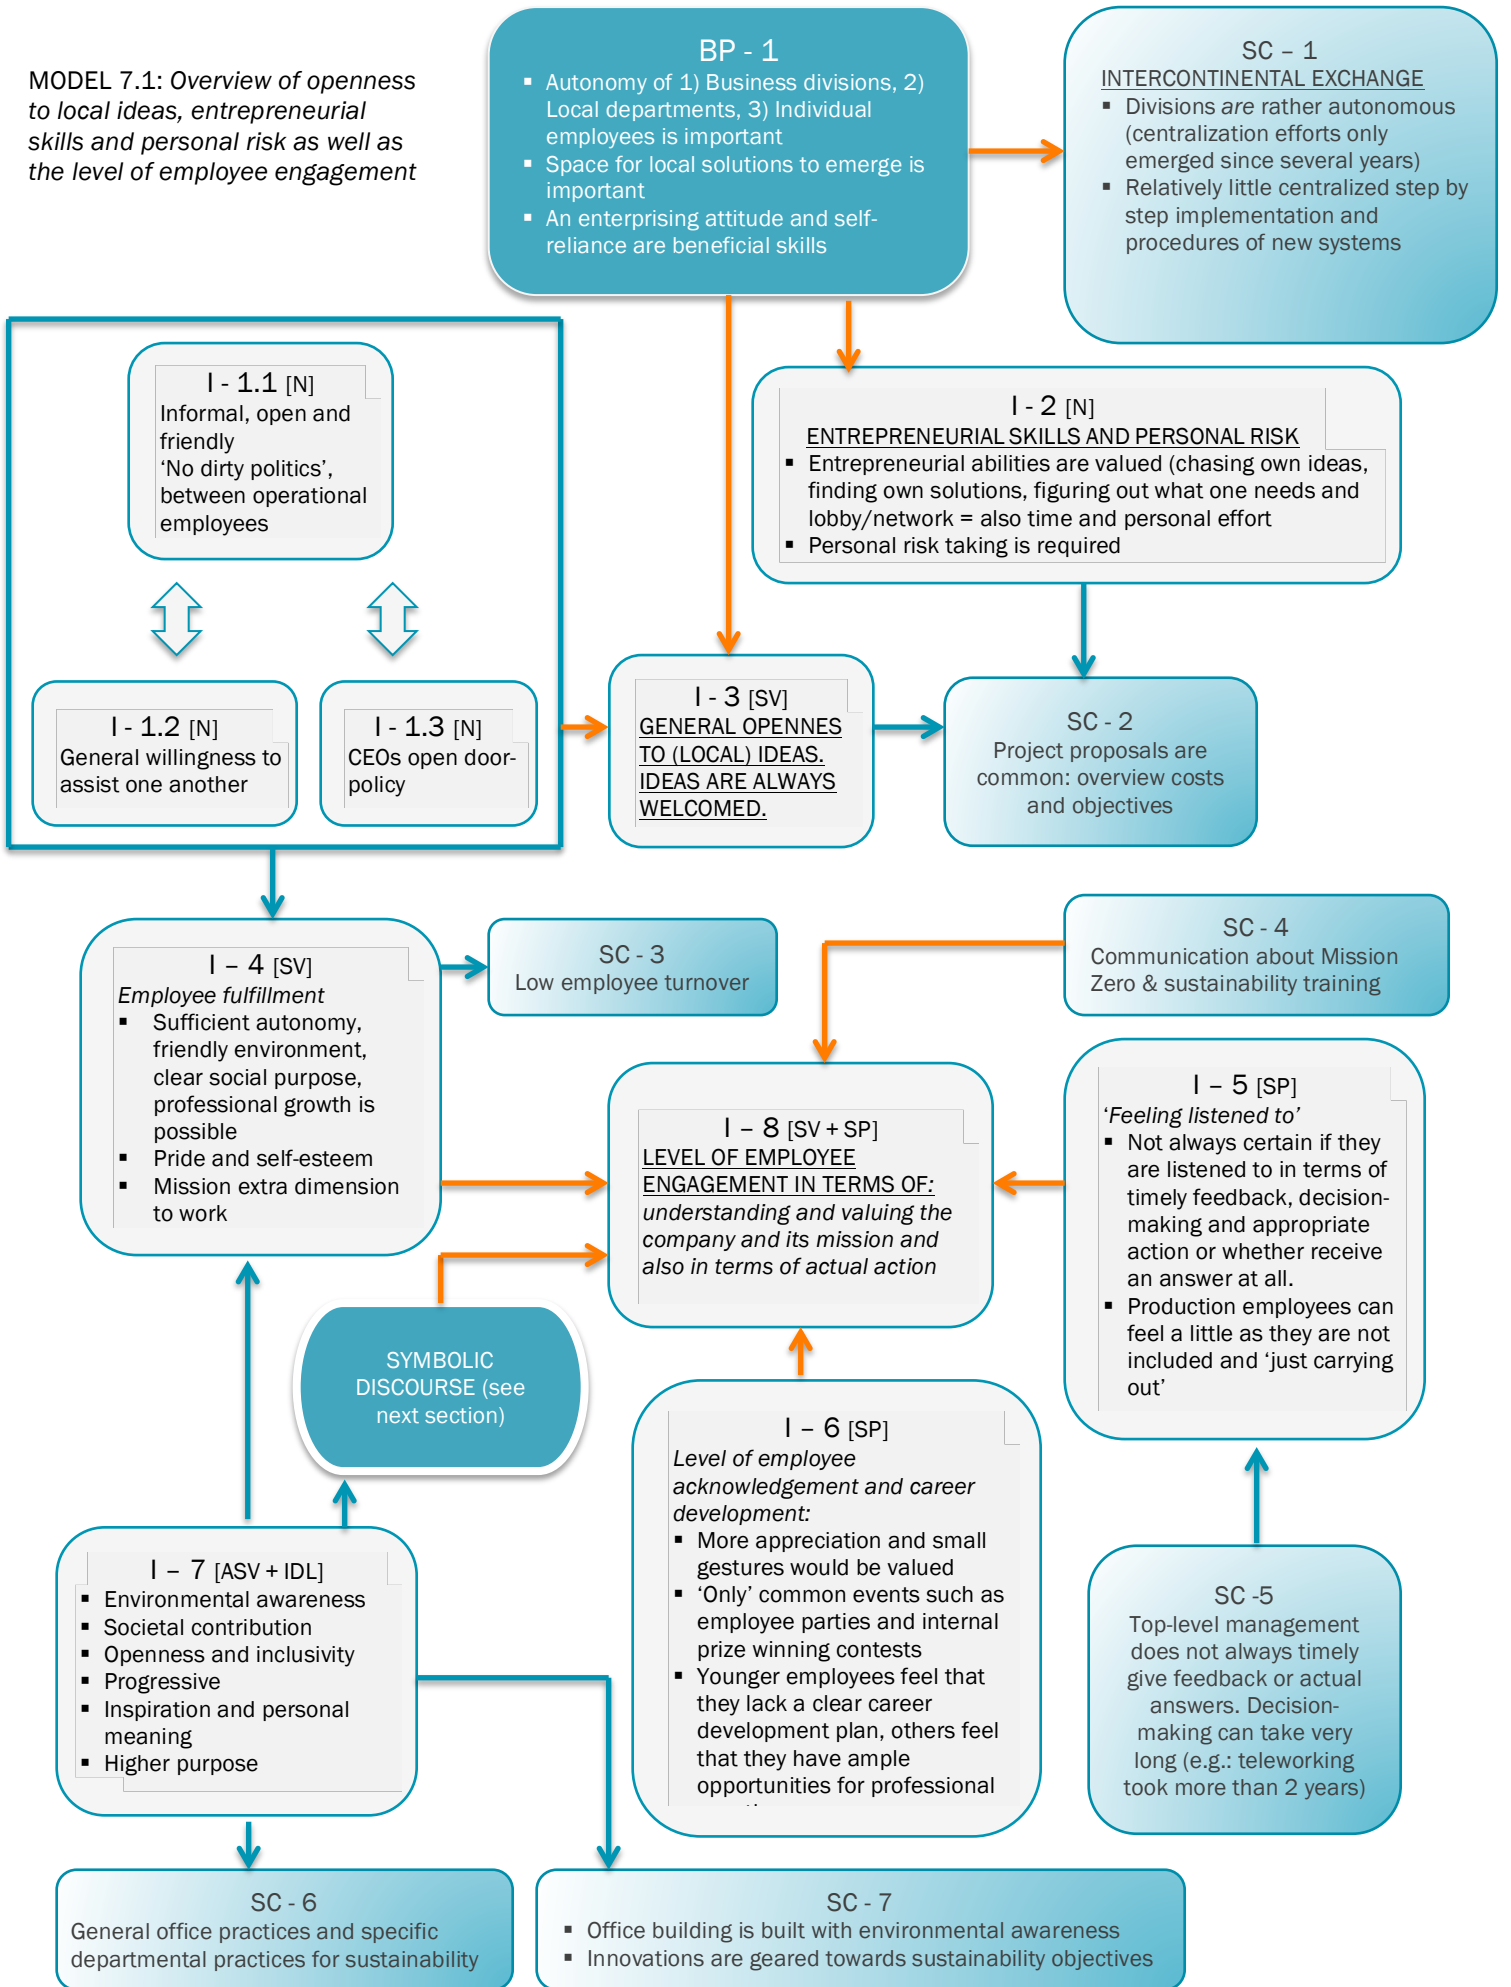 MODEL 7.1: Overview of openness
to local ideas, entrepreneurial
skills and personal risk as well as
the level of employee engagement
BP - 1
▪ Autonomy of 1) Business divisions, 2)
Local departments, 3) Individual
employees is important
▪ Space for local solutions to emerge is
important
▪ An enterprising attitude and self-
reliance are beneficial skills
SC – 1
INTERCONTINENTAL EXCHANGE
▪ Divisions are rather autonomous
(centralization efforts only
emerged since several years)
▪ Relatively little centralized step by
step implementation and
procedures of new systems
I - 1.1 [N]
Informal, open and
friendly
‘No dirty politics’,
between operational
employees
I - 2 [N]
ENTREPRENEURIAL SKILLS AND PERSONAL RISK
▪ Entrepreneurial abilities are valued (chasing own ideas,
finding own solutions, figuring out what one needs and
lobby/network = also time and personal effort
▪ Personal risk taking is required
I - 1.2 [N]
General willingness to
assist one another
I - 1.3 [N]
CEOs open door-
policy
I - 3 [SV]
GENERAL OPENNES
TO (LOCAL) IDEAS.
IDEAS ARE ALWAYS
WELCOMED.
SC - 2
Project proposals are
common: overview costs
and objectives
I – 4 [SV]
Employee fulfillment
▪ Sufficient autonomy,
friendly environment,
clear social purpose,
professional growth is
possible
▪ Pride and self-esteem
▪ Mission extra dimension
to work
SC - 3
Low employee turnover
SC - 4
Communication about Mission
Zero & sustainability training
I – 8 [SV + SP]
LEVEL OF EMPLOYEE
ENGAGEMENT IN TERMS OF:
understanding and valuing the
company and its mission and
also in terms of actual action
I – 5 [SP]
‘Feeling listened to’
▪ Not always certain if they
are listened to in terms of
timely feedback, decision-
making and appropriate
action or whether receive
an answer at all.
▪ Production employees can
feel a little as they are not
included and ‘just carrying
out’
SYMBOLIC
DISCOURSE (see
next section)
I – 6 [SP]
Level of employee
acknowledgement and career
development:
▪ More appreciation and small
gestures would be valued
▪ ‘Only’ common events such as
employee parties and internal
prize winning contests
▪ Younger employees feel that
they lack a clear career
development plan, others feel
that they have ample
opportunities for professional
I – 7 [ASV + IDL]
▪ Environmental awareness
▪ Societal contribution
▪ Openness and inclusivity
▪ Progressive
▪ Inspiration and personal
meaning
▪ Higher purpose
SC -5
Top-level management
does not always timely
give feedback or actual
answers. Decision-
making can take very
long (e.g.: teleworking
took more than 2 years)
SC - 6
General office practices and specific
departmental practices for sustainability
SC - 7
▪ Office building is built with environmental awareness
▪ Innovations are geared towards sustainability objectives